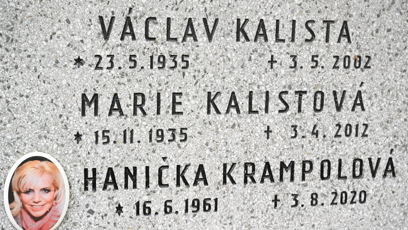 VÁCLAV KALISTA
* 23.5.1935 † 3.5.2002
MARIE KALISTOVÁ
* 15.11.1935 † 3.4.2012
HANIČKA KRAMPOLOVÁ
* 16.6.1961 † 3.8.2020